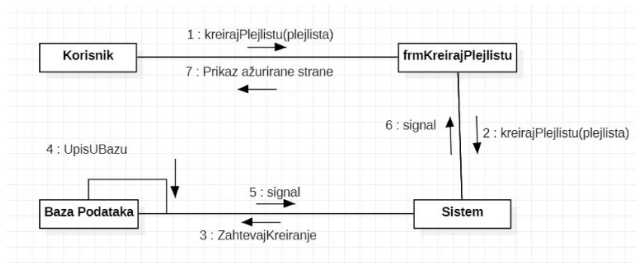 1 : kreirajPlejlistu(plejlista)
Korisnik
frmKreirajPlejlistu
7 : Prikaz ažurirane strane
6 : signal
2 : kreirajPlejlistu(plejlista)
4 : UpisUBazu
5 : signal
Baza Podataka
Sistem
3 : ZahtevajKreiranje